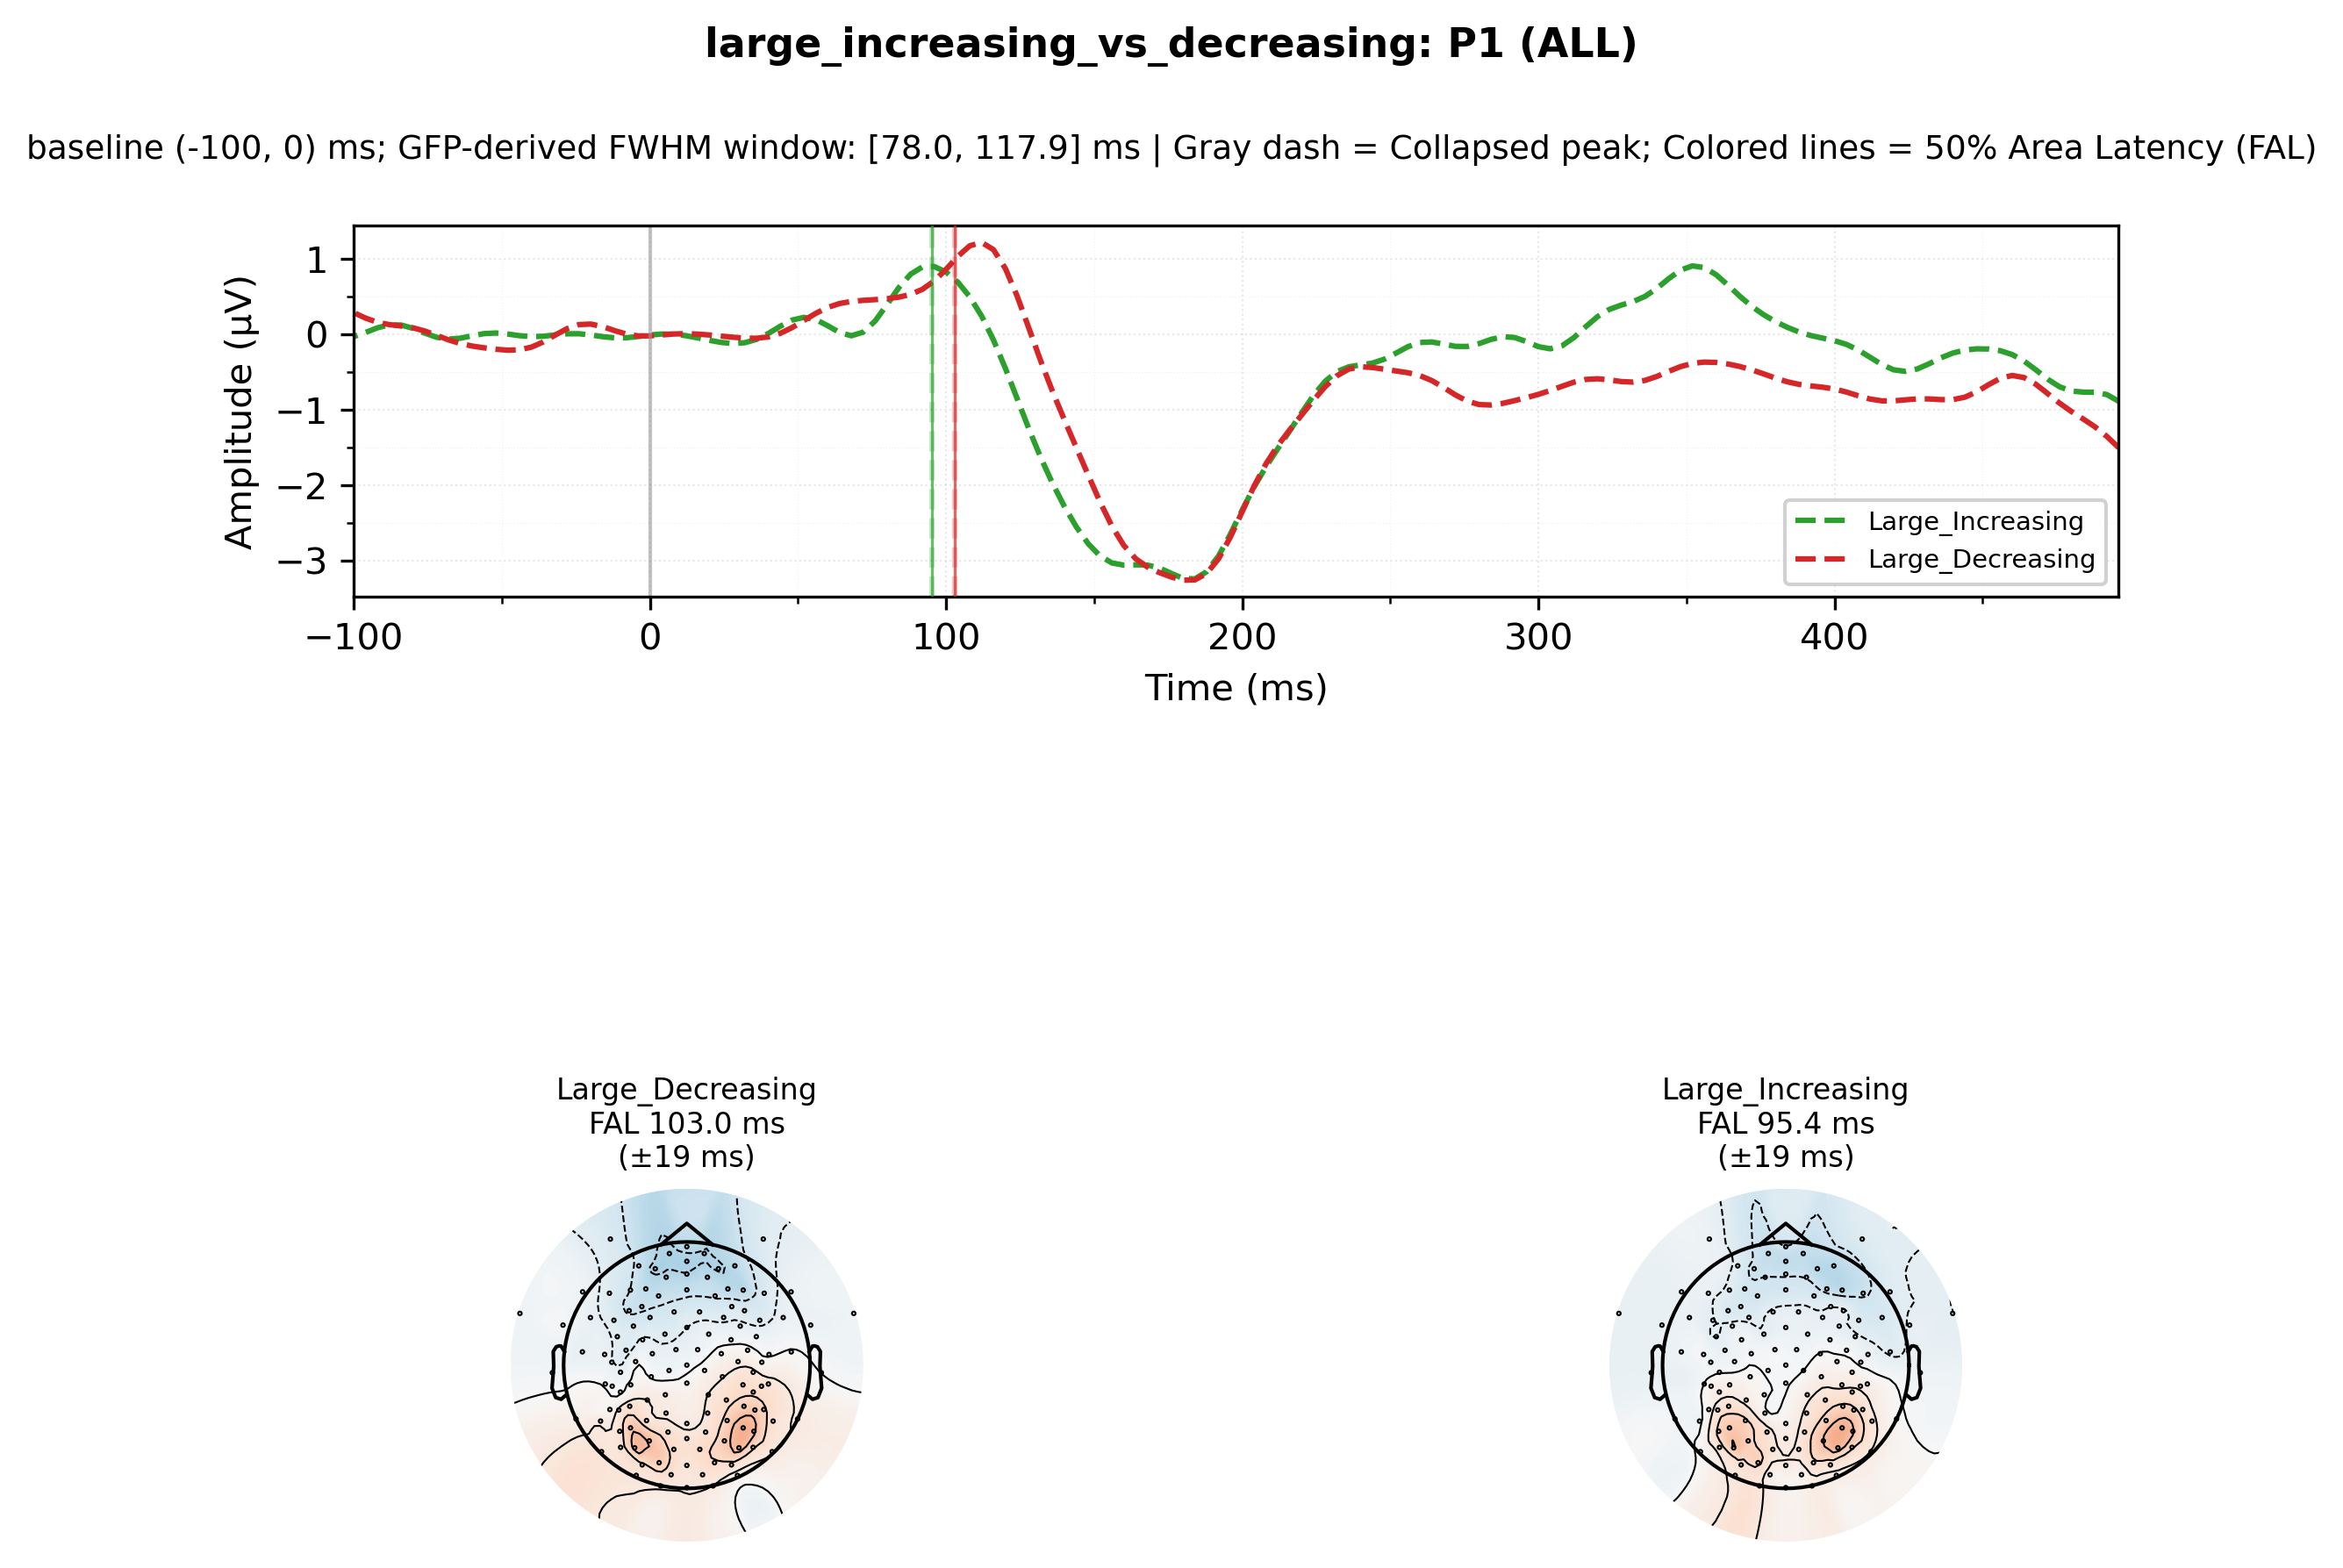 large_increasing_vs_decreasing: P1 (ALL)
baseline (-100, 0) ms; GFP-derived FWHM window: [78.0, 117.9] ms | Gray dash = Collapsed peak; Colored lines = 50% Area Latency (FAL)
Amplitude (µV)
1
0
−1
−2
−3
Large_Increasing
Large_Decreasing
−100 0 100 200 300 400
Time (ms)
Large_Decreasing
FAL 103.0 ms
(±19 ms)
Large_Increasing
FAL 95.4 ms
(±19 ms)